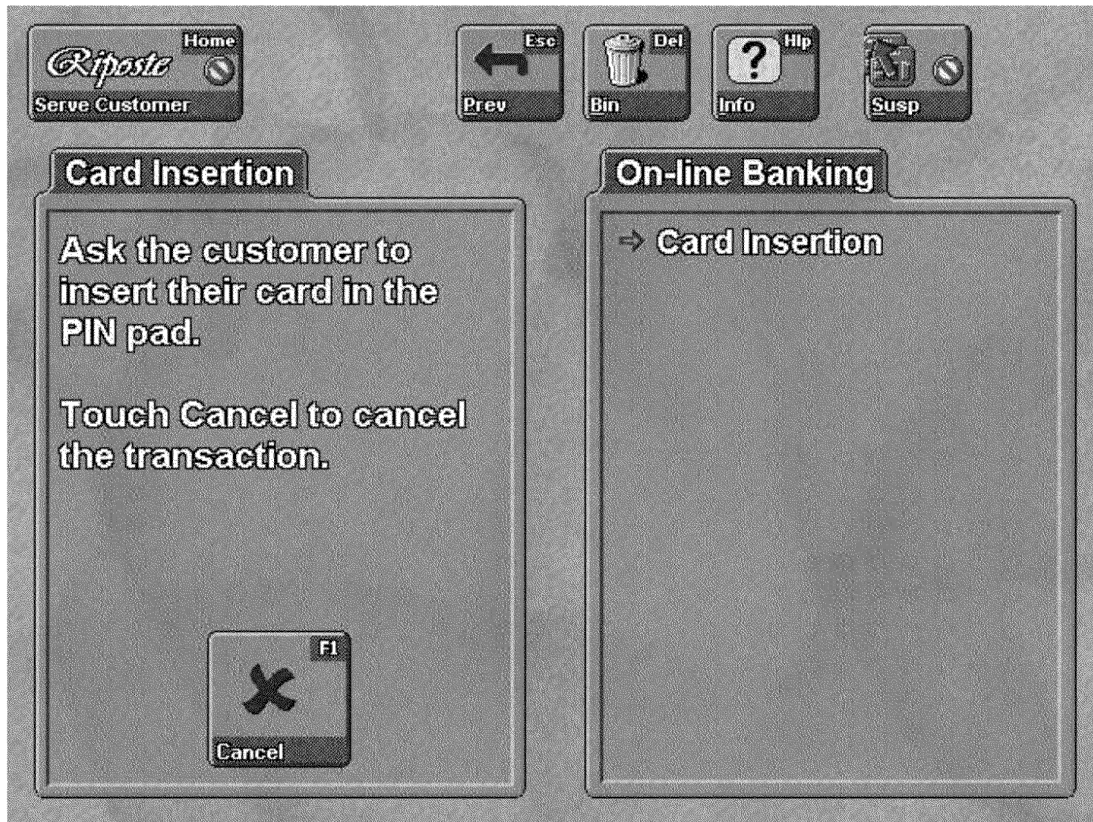 Home
Riposte
Serve Customer
Esc
Prev
Del
Bin
Hlp
Info
Susp
Card Insertion
Ask the customer to
insert their card in the
PIN pad.
Touch Cancel to cancel
the transaction.
F1
Cancel
On-line Banking
⇨ Card Insertion